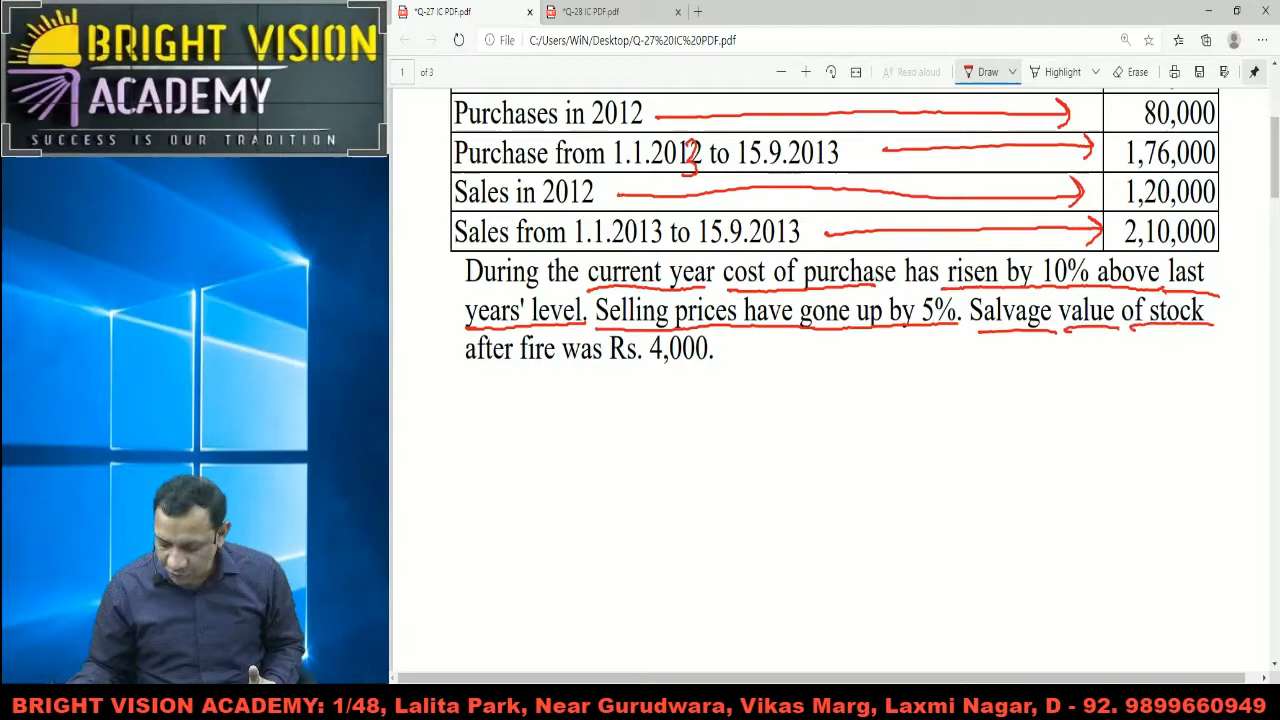 *Q-27 IC PDF.pdf
*Q-28 IC PDF.pdf
BRIGHT VISION
ACADEMY
SUCCESS IS OUR TRADITION
File C:/Users/WiN/Desktop/Q-27%20IC%20PDF.pdf
1 of 3
Read aloud Draw Highlight Erase
Purchases in 2012 80,000
Purchase from 1.1.2013 to 15.9.2013 1,76,000
Sales in 2012 1,20,000
Sales from 1.1.2013 to 15.9.2013 2,10,000
During the current year cost of purchase has risen by 10% above last
years' level. Selling prices have gone up by 5%. Salvage value of stock
after fire was Rs. 4,000.
BRIGHT VISION ACADEMY: 1/48, Lalita Park, Near Gurudwara, Vikas Marg, Laxmi Nagar, D - 92. 9899660949